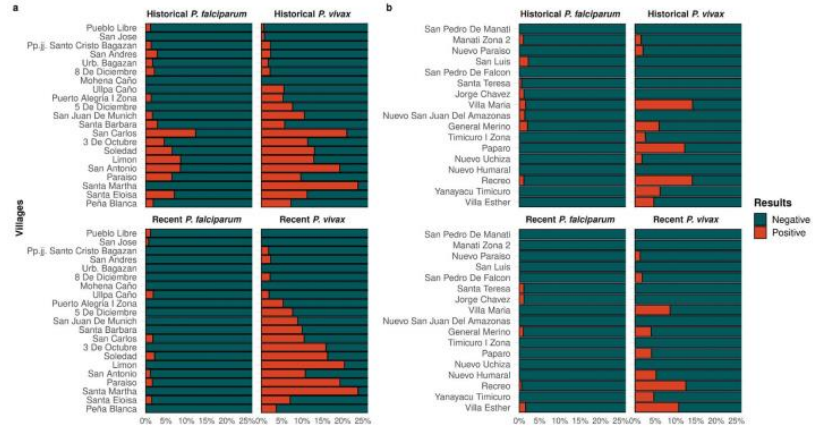 a
Historical P. falciparum
Historical P. vivax
Pueblo Libre
San Jose
Pp.jj. Santo Cristo Bagazan
San Andres
Urb. Bagazan
8 De Diciembre
Mohena Caño
Ullpa Caño
Puerto Alegria I Zona
5 De Diciembre
San Juan De Munich
Santa Barbara
San Carlos
3 De Octubre
Soledad
Limon
San Antonio
Paraiso
Santa Martha
Santa Eloisa
Peña Blanca
Villages
Recent P. falciparum
Recent P. vivax
Pueblo Libre
San Jose
Pp.jj. Santo Cristo Bagazan
San Andres
Urb. Bagazan
8 De Diciembre
Mohena Caño
Ullpa Caño
Puerto Alegria I Zona
5 De Diciembre
San Juan De Munich
Santa Barbara
San Carlos
3 De Octubre
Soledad
Limon
San Antonio
Paraiso
Santa Martha
Santa Eloisa
Peña Blanca
0% 5% 10% 15% 20% 25% 0% 5% 10% 15% 20% 25%
b
Historical P. falciparum
Historical P. vivax
San Pedro De Manati
Manati Zona 2
Nuevo Paraiso
San Luis
San Pedro De Falcon
Santa Teresa
Jorge Chavez
Villa Maria
Nuevo San Juan Del Amazonas
General Merino
Timicuro I Zona
Paparo
Nuevo Uchiza
Nuevo Humaral
Recreo
Yanayacu Timicuro
Villa Esther
Recent P. falciparum
Recent P. vivax
San Pedro De Manati
Manati Zona 2
Nuevo Paraiso
San Luis
San Pedro De Falcon
Santa Teresa
Jorge Chavez
Villa Maria
Nuevo San Juan Del Amazonas
General Merino
Timicuro I Zona
Paparo
Nuevo Uchiza
Nuevo Humaral
Recreo
Yanayacu Timicuro
Villa Esther
0% 5% 10% 15% 20% 25% 0% 5% 10% 15% 20% 25%
Results
Negative
Positive